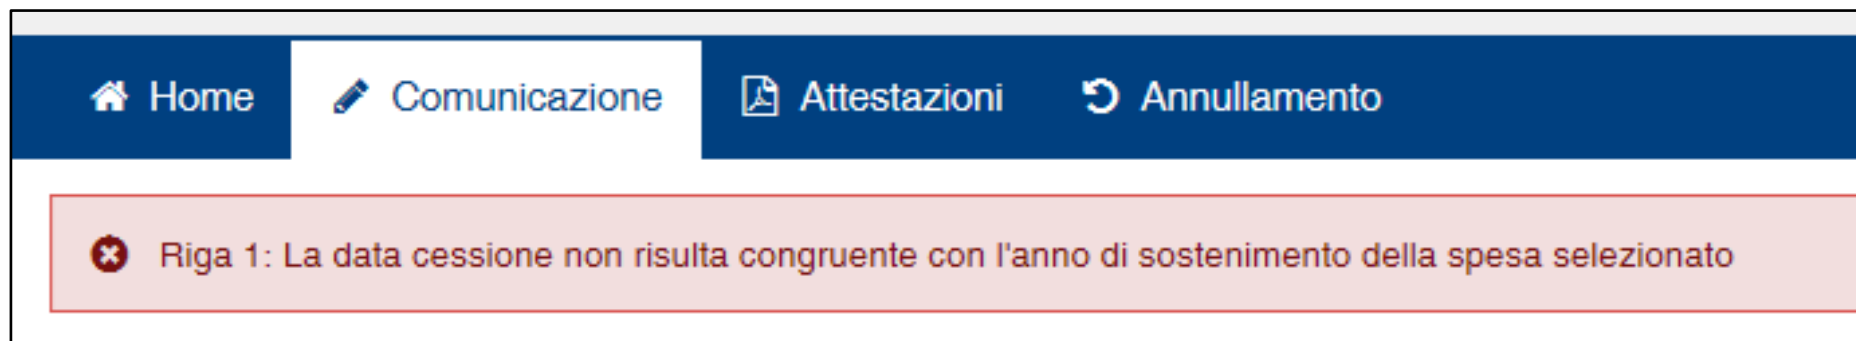 Home Comunicazione Attestazioni Annullamento
Riga 1: La data cessione non risulta congruente con l'anno di sostenimento della spesa selezionato